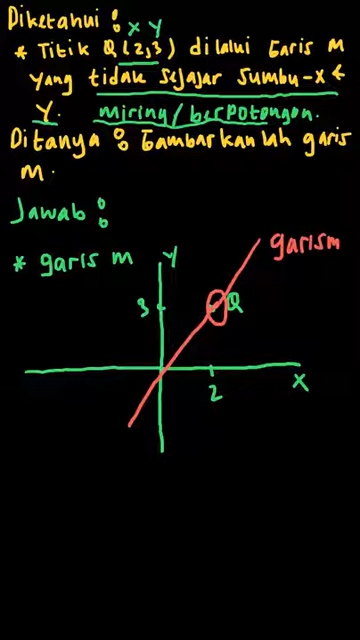 Diketahui :
X Y
* Titik Q (2,3) dilalui Garis M
yang tidak sejajar sumbu-X &
Y. miring/berpotongan.
Ditanya : Gambarkanlah garis
M.
Jawab :
* garis m
Y
garis m
3
Q
2
X